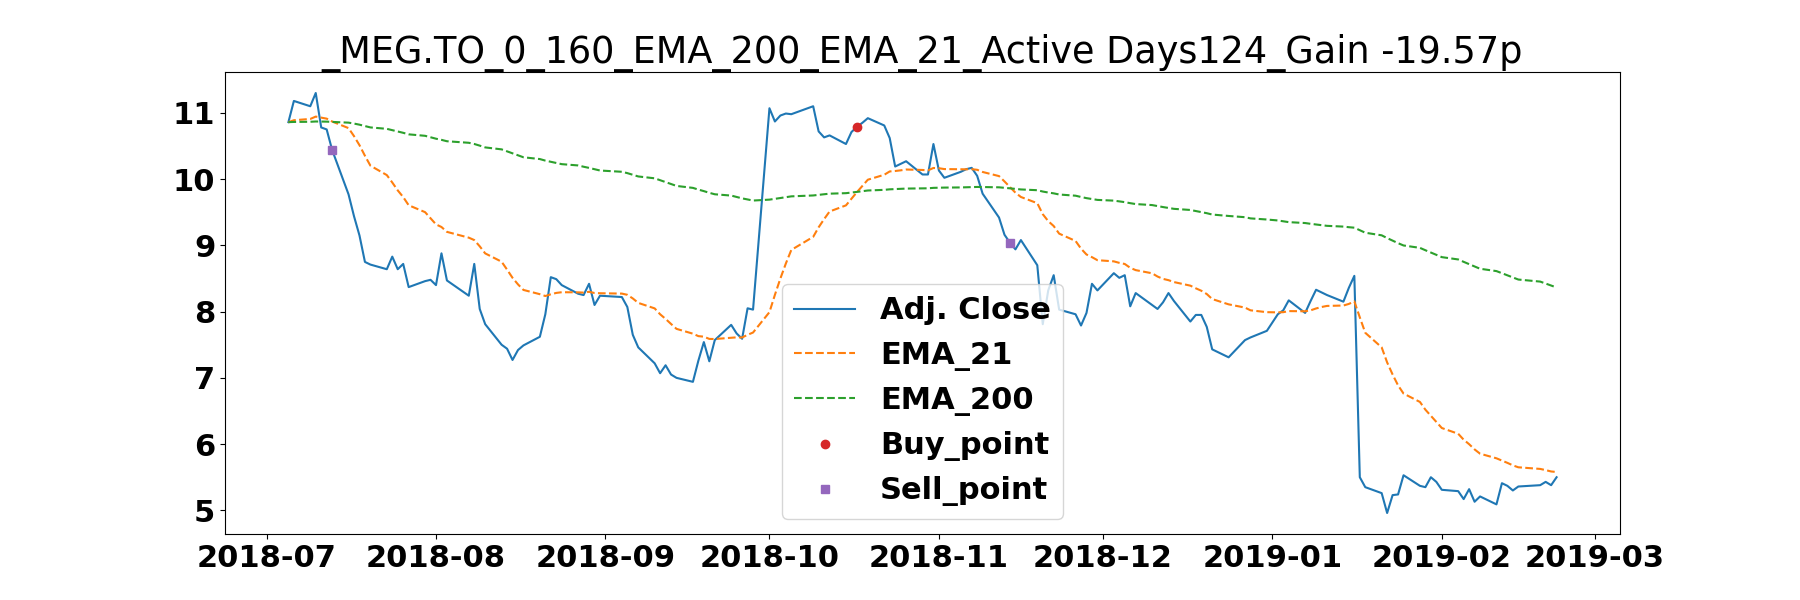 _MEG.TO_0_160_EMA_200_EMA_21_Active Days124_Gain -19.57p
11
10
9
8
7
6
5
Adj. Close
EMA_21
EMA_200
Buy_point
Sell_point
2018-07 2018-08 2018-09 2018-10 2018-11 2018-12 2019-01 2019-02 2019-03